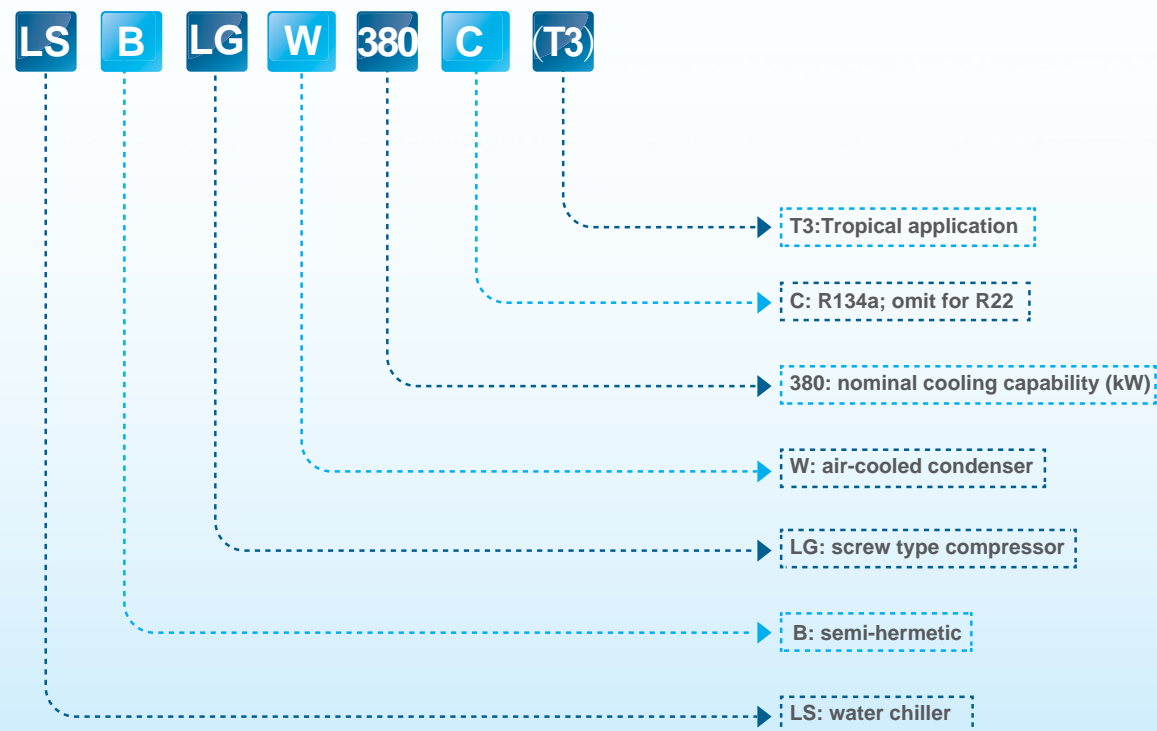 LS B LG W 380 C (T3)
T3:Tropical application
C: R134a; omit for R22
380: nominal cooling capability (kW)
W: air-cooled condenser
LG: screw type compressor
B: semi-hermetic
LS: water chiller